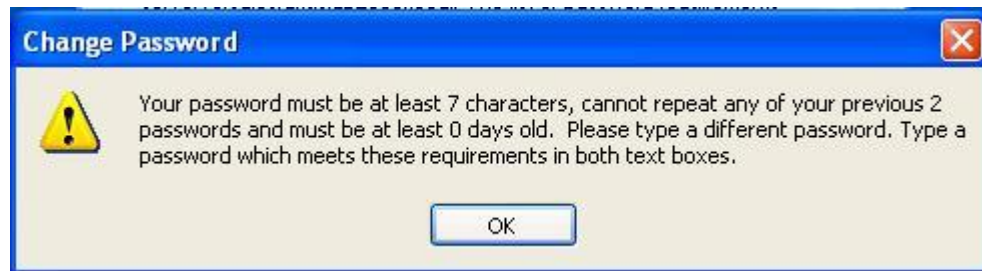 Change Password
Your password must be at least 7 characters, cannot repeat any of your previous 2
passwords and must be at least 0 days old.  Please type a different password. Type a
password which meets these requirements in both text boxes.
OK